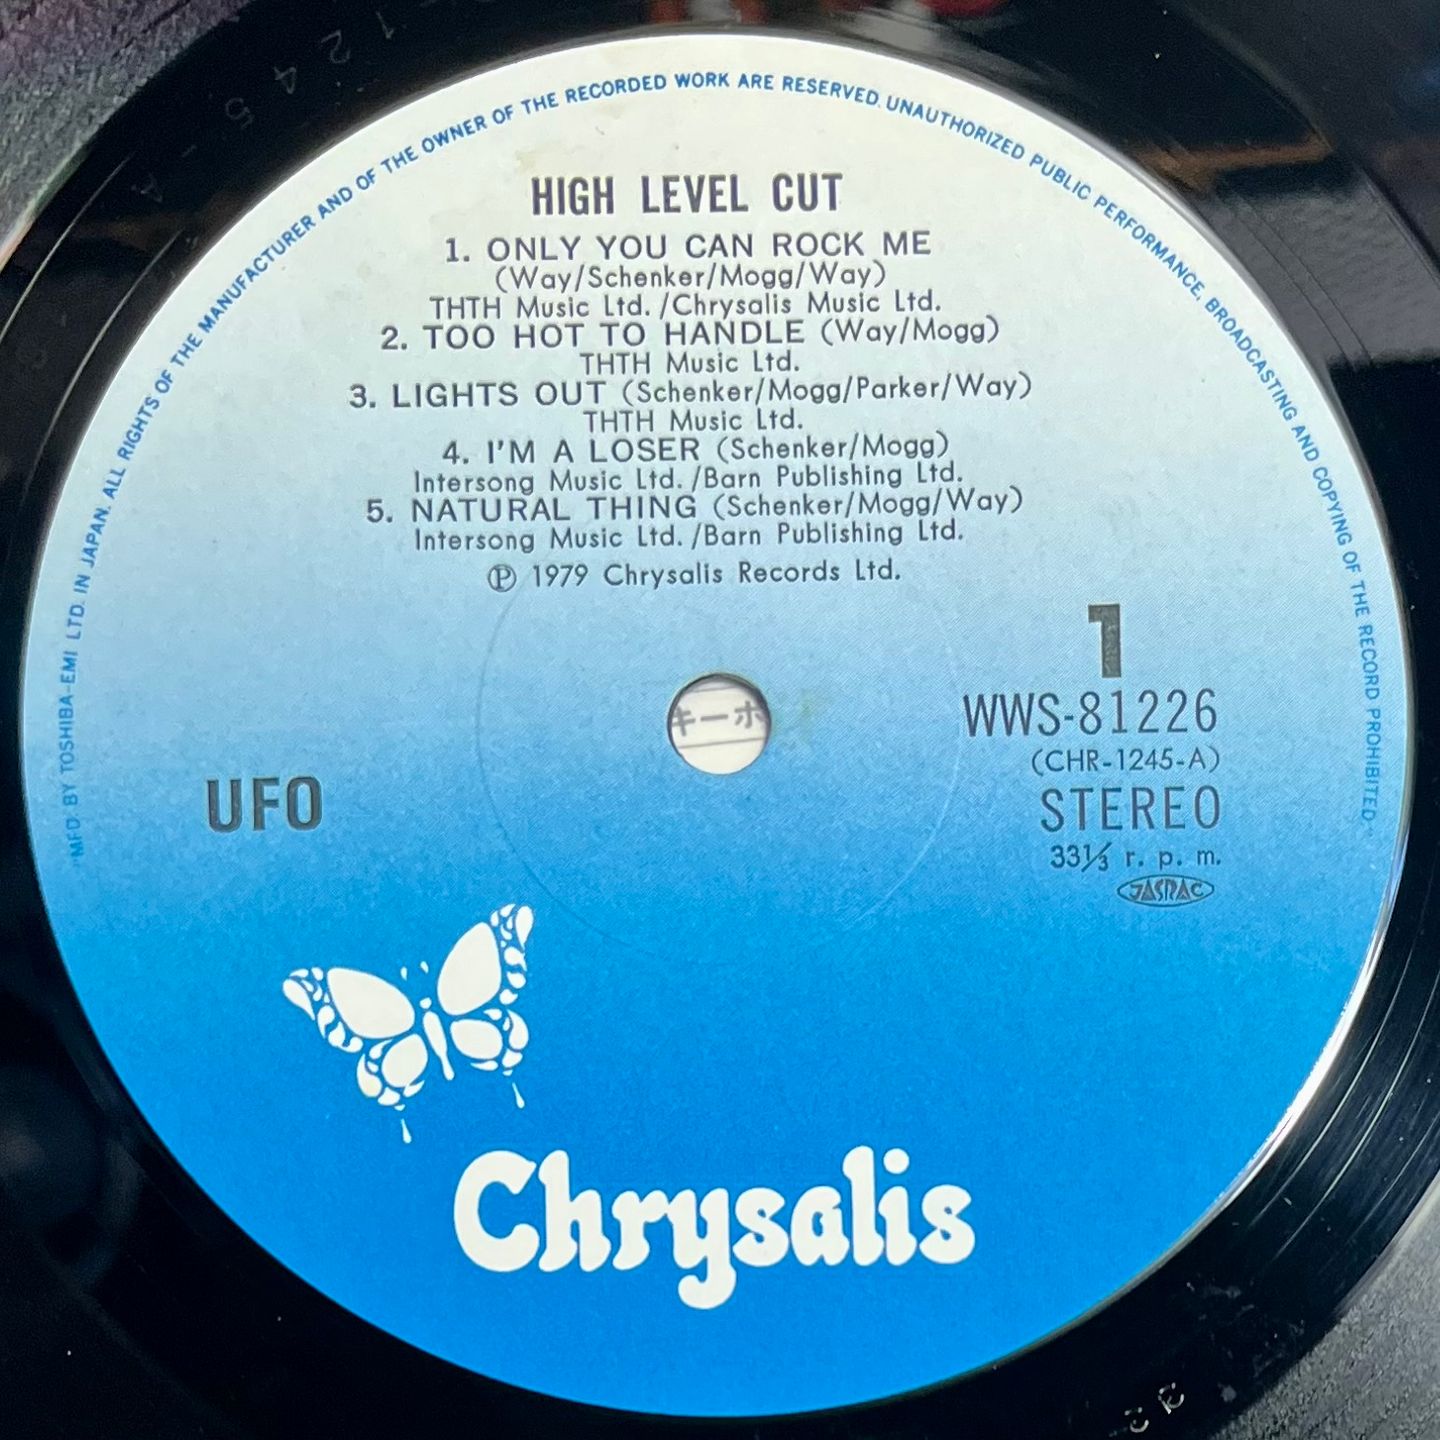 "MFD. BY TOSHIBA-EMI LTD. IN JAPAN. ALL RIGHTS OF THE MANUFACTURER AND OF THE OWNER OF THE RECORDED WORK ARE RESERVED. UNAUTHORIZED PUBLIC PERFORMANCE, BROADCASTING AND COPYING OF THE RECORD PROHIBITED."
HIGH LEVEL CUT
1. ONLY YOU CAN ROCK ME
(Way/Schenker/Mogg/Way)
THTH Music Ltd. /Chrysalis Music Ltd.
2. TOO HOT TO HANDLE (Way/Mogg)
THTH Music Ltd.
3. LIGHTS OUT (Schenker/Mogg/Parker/Way)
THTH Music Ltd.
4. I'M A LOSER (Schenker/Mogg)
Intersong Music Ltd. /Barn Publishing Ltd.
5. NATURAL THING (Schenker/Mogg/Way)
Intersong Music Ltd. /Barn Publishing Ltd.
Ⓟ 1979 Chrysalis Records Ltd.
1
WWS-81226
(CHR-1245-A)
STEREO
33⅓ r. p. m.
JASRAC
キーホ
UFO
Chrysalis